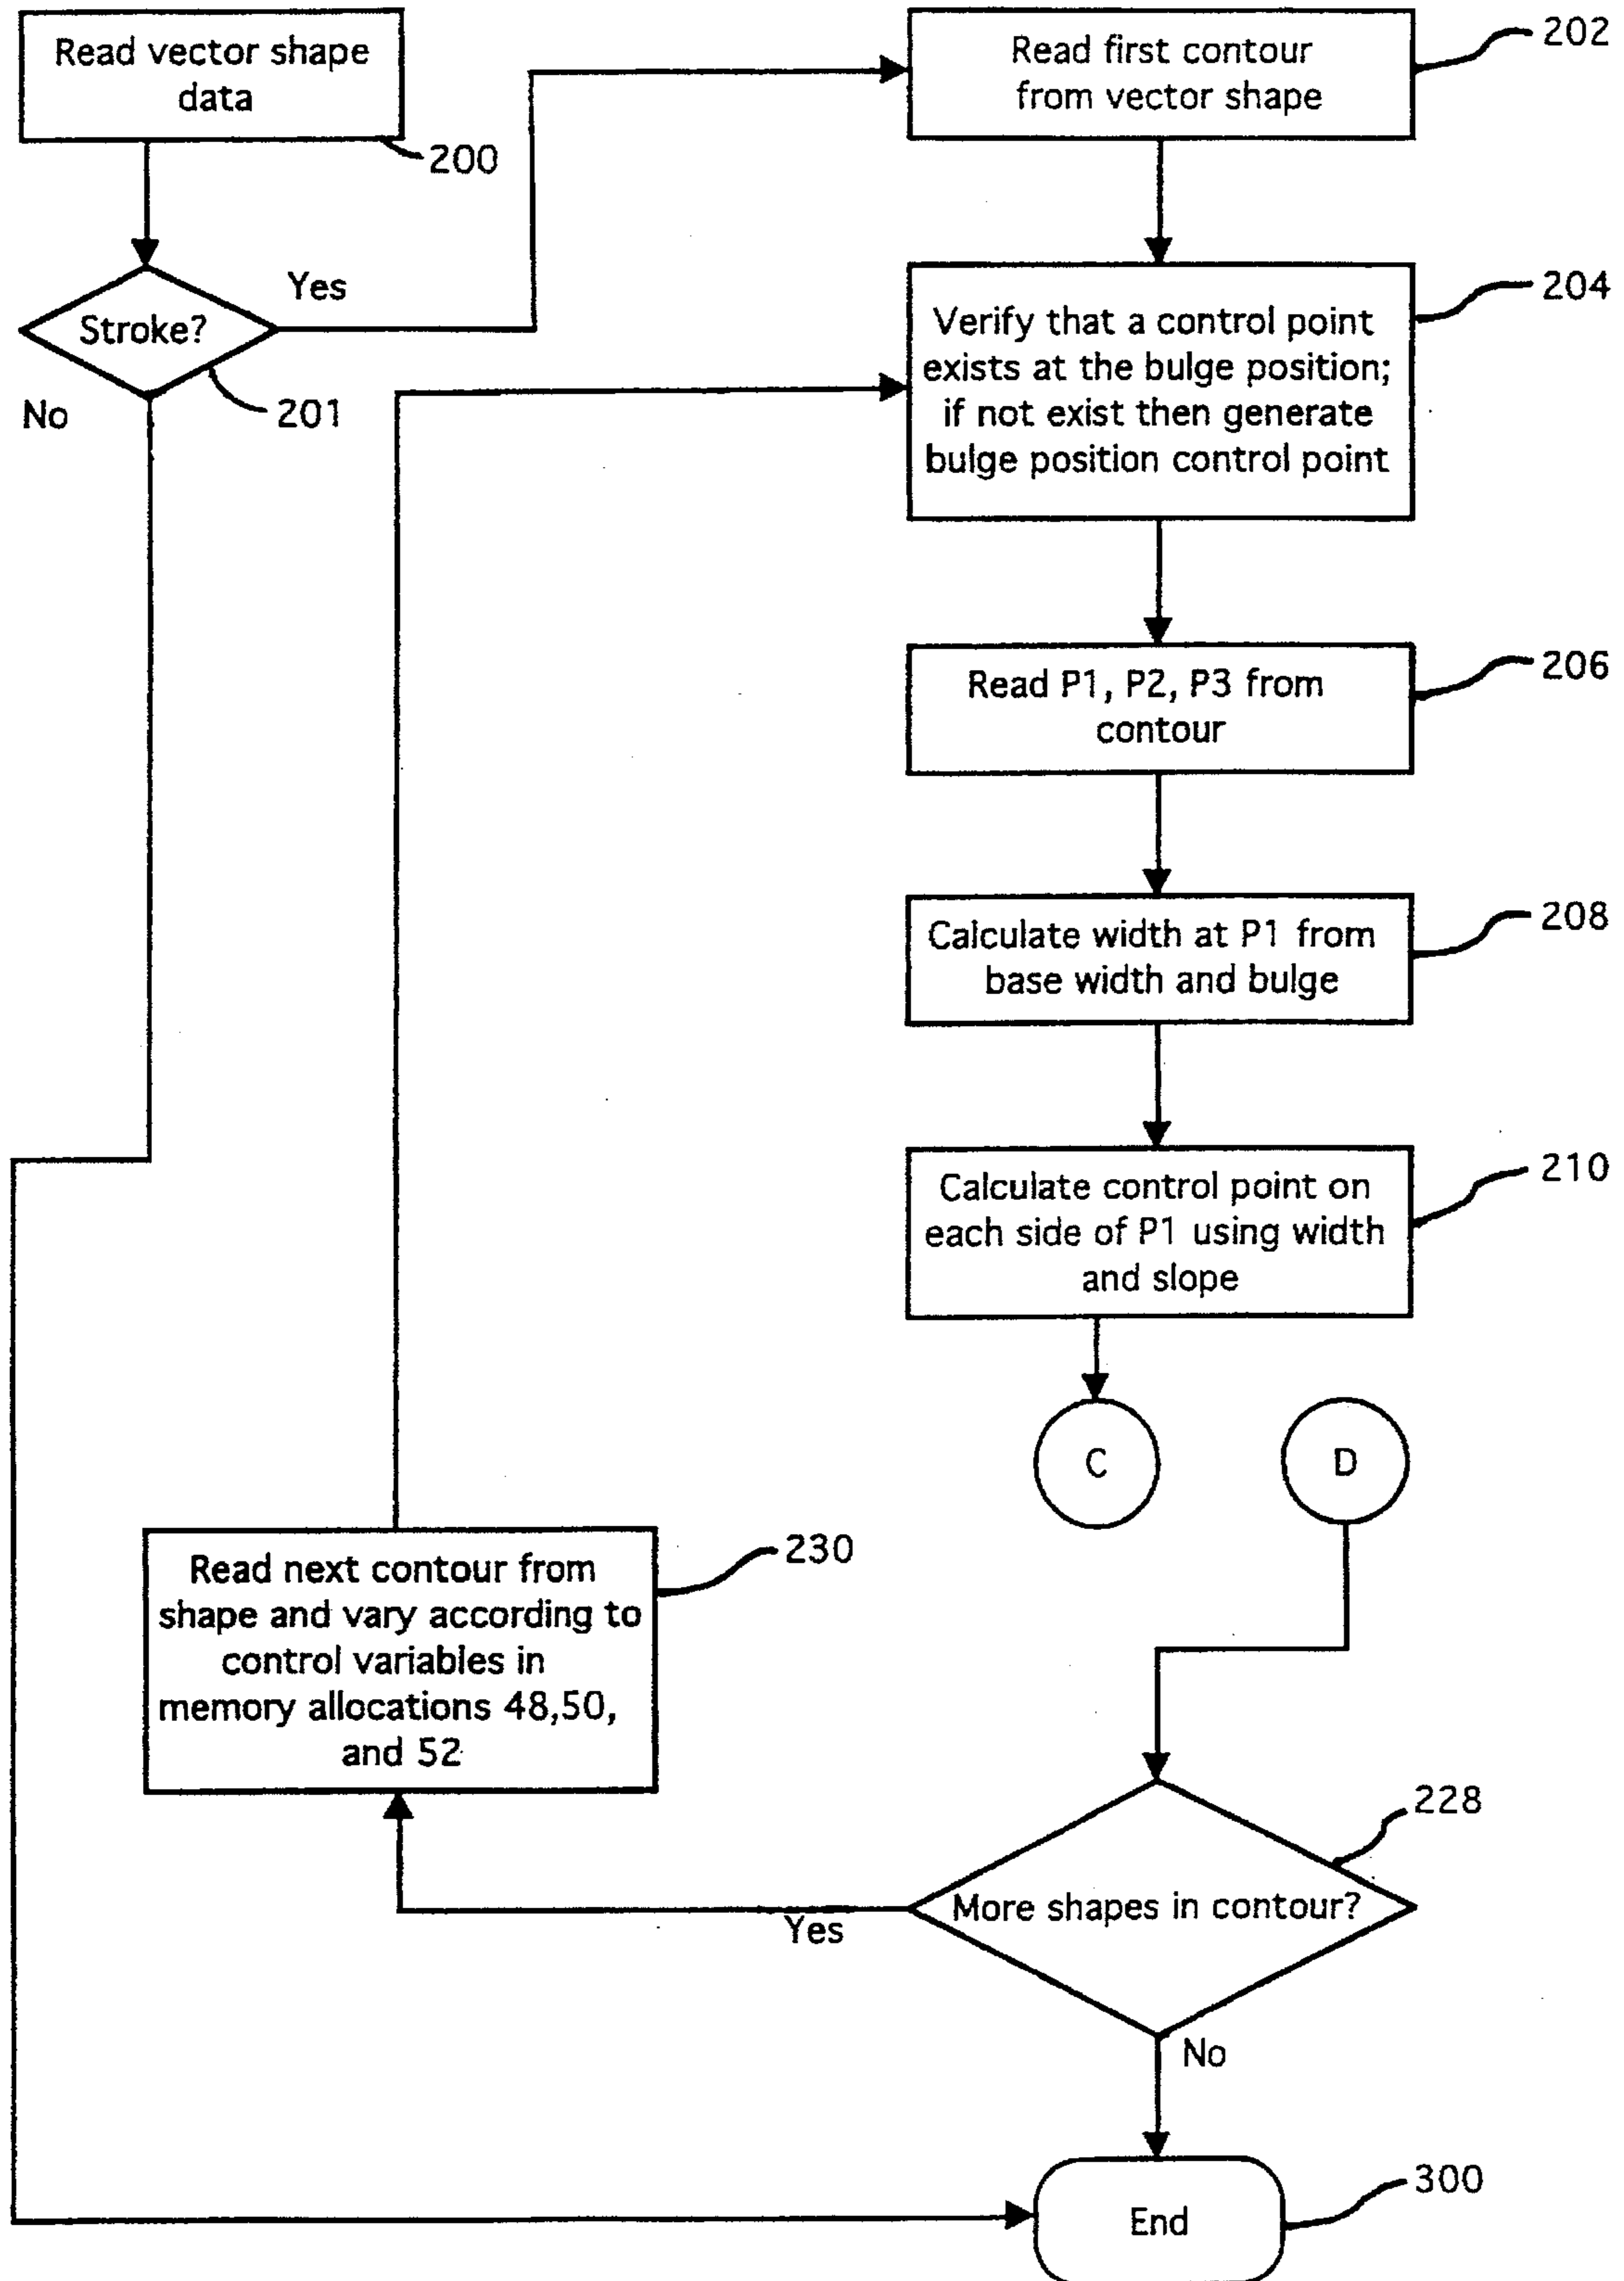 Read vector shape
data
200
Stroke?
Yes
No
201
Read first contour
from vector shape
202
Verify that a control point
exists at the bulge position;
if not exist then generate
bulge position control point
204
Read P1, P2, P3 from
contour
206
Calculate width at P1 from
base width and bulge
208
Calculate control point on
each side of P1 using width
and slope
210
C
D
Read next contour from
shape and vary according to
control variables in
memory allocations 48,50,
and 52
230
More shapes in contour?
228
Yes
No
End
300